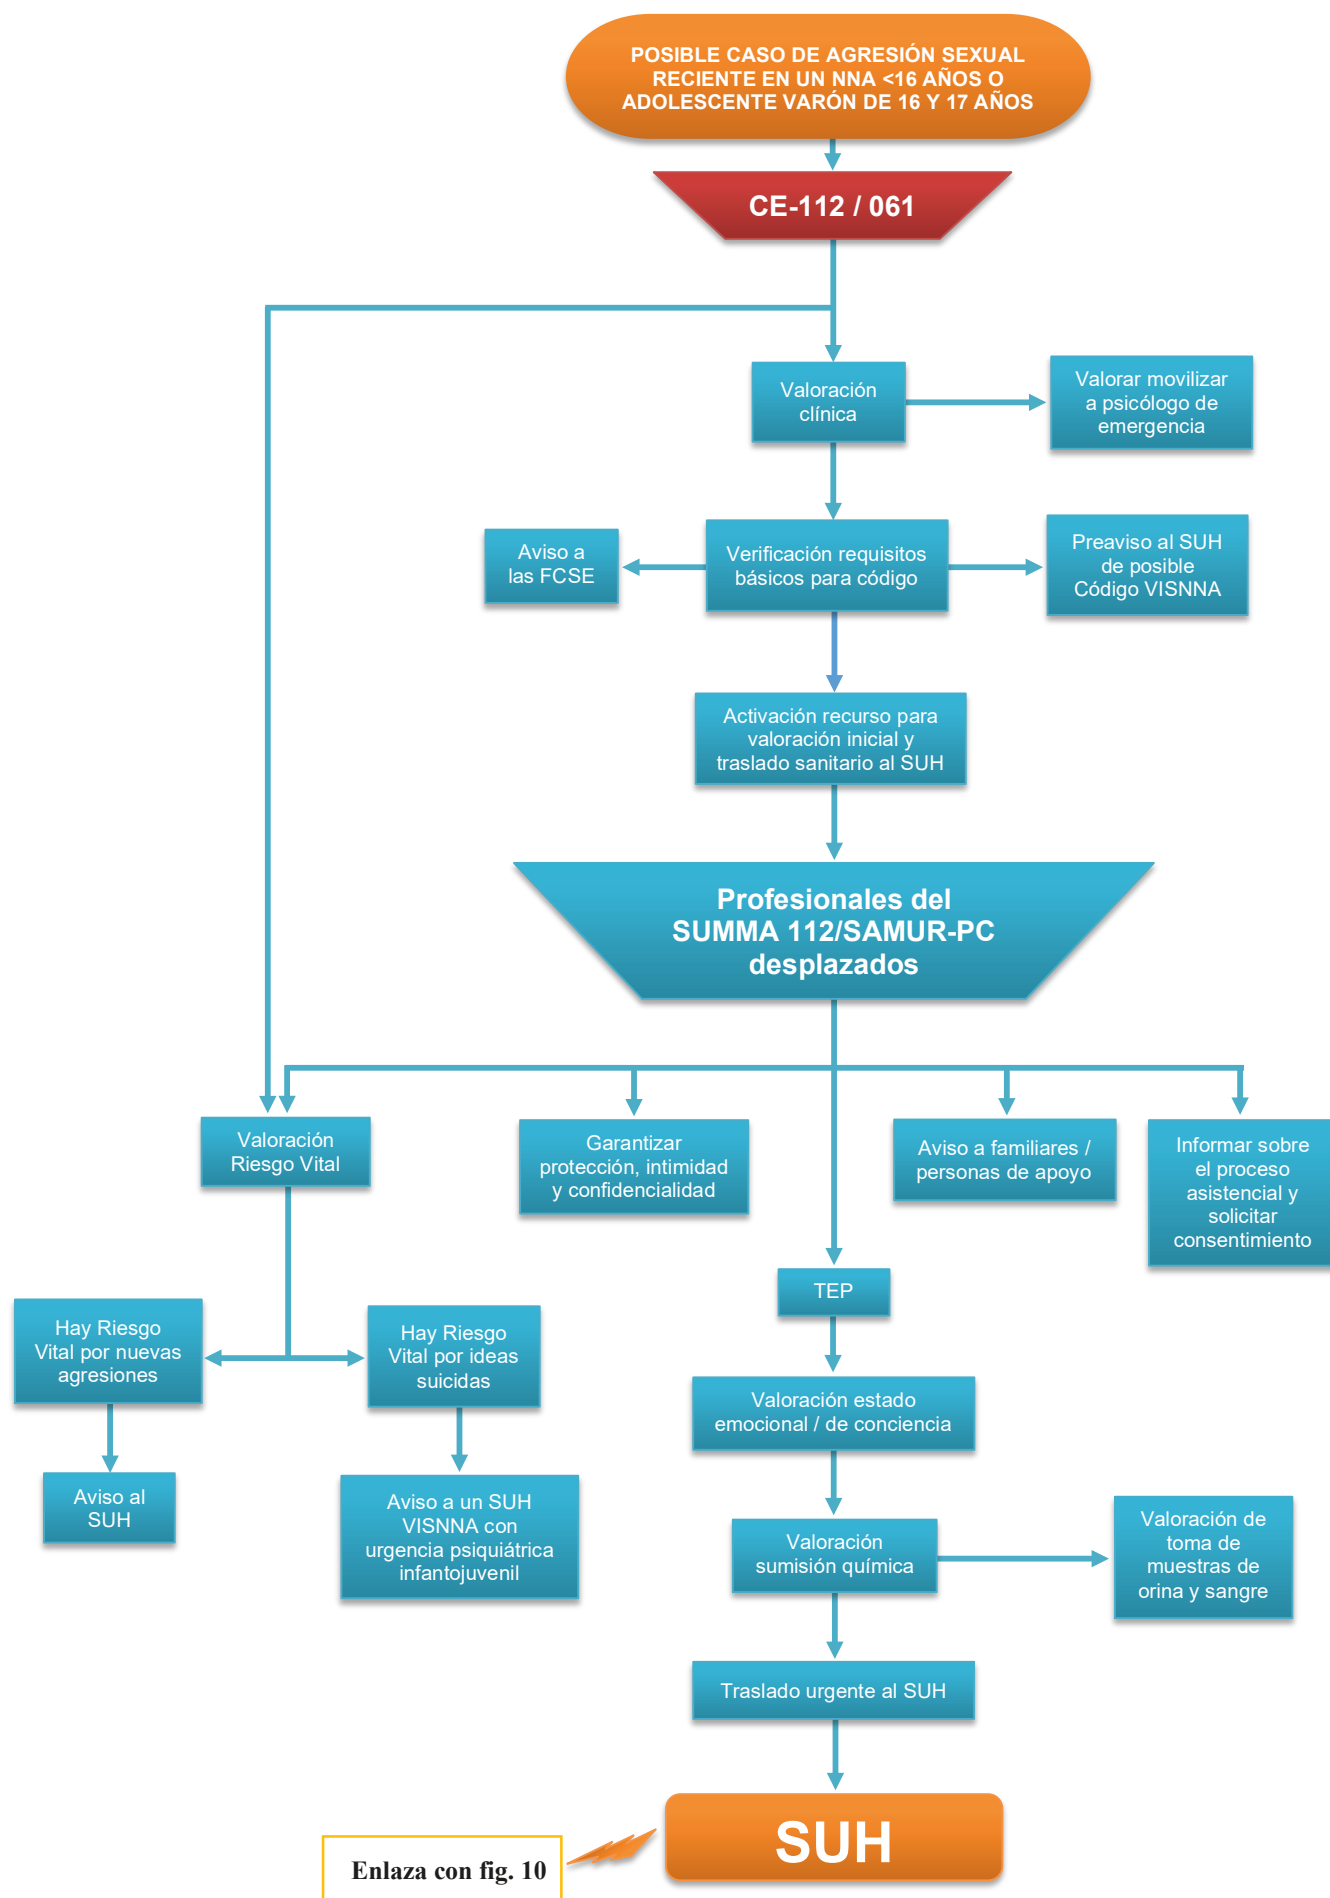 POSIBLE CASO DE AGRESIÓN SEXUAL
RECIENTE EN UN NNA <16 AÑOS O
ADOLESCENTE VARÓN DE 16 Y 17 AÑOS
CE-112 / 061
Valoración
clínica
Valorar movilizar
a psicólogo de
emergencia
Aviso a
las FCSE
Verificación requisitos
básicos para código
Preaviso al SUH
de posible
Código VISNNA
Activación recurso para
valoración inicial y
traslado sanitario al SUH
Profesionales del
SUMMA 112/SAMUR-PC
desplazados
Valoración
Riesgo Vital
Garantizar
protección, intimidad
y confidencialidad
Aviso a familiares /
personas de apoyo
Informar sobre
el proceso
asistencial y
solicitar
consentimiento
TEP
Hay Riesgo
Vital por nuevas
agresiones
Hay Riesgo
Vital por ideas
suicidas
Valoración estado
emocional / de conciencia
Aviso al
SUH
Aviso a un SUH
VISNNA con
urgencia psiquiátrica
infantojuvenil
Valoración
sumisión química
Valoración de
toma de
muestras de
orina y sangre
Traslado urgente al SUH
SUH
Enlaza con fig. 10